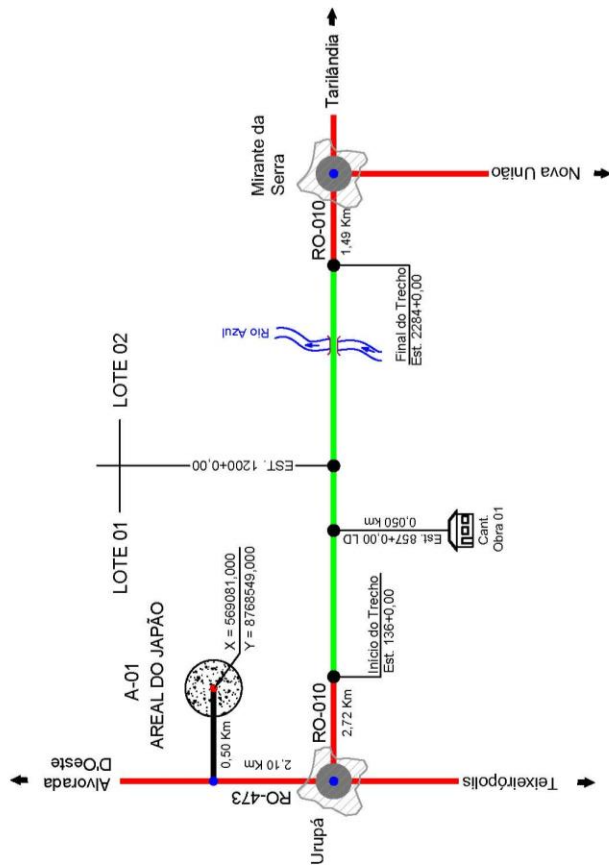 LOTE 01
LOTE 02
EST. 1200+0,00
A-01
AREAL DO JAPÃO
X = 569081,000
Y = 8768549,000
0,50 Km
Alvorada
D'Oeste
RO-473
2,10 Km
Urupá
Teixeirópolis
RO-010
2,72 Km
Início do Trecho
Est. 136+0,00
Est. 857+0,00 LD
0,050 km
Cant.
Obra 01
Rio Azul
Final do Trecho
Est. 2284+0,00
RO-010
1,49 Km
Mirante da
Serra
Tarilândia
Nova União